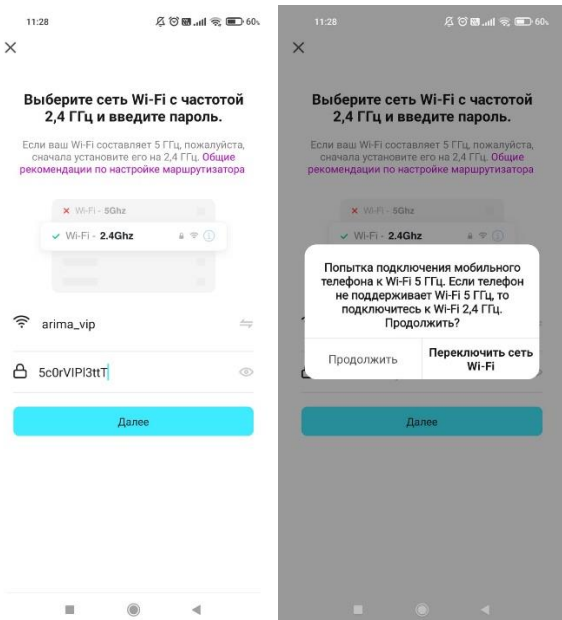 11:28
60%
Выберите сеть Wi-Fi с частотой
2,4 ГГц и введите пароль.
Если ваш Wi-Fi составляет 5 ГГц, пожалуйста,
сначала установите его на 2,4 ГГц. Общие
рекомендации по настройке маршрутизатора
Wi-Fi - 5Ghz
Wi-Fi - 2.4Ghz
arima_vip
5c0rVIPl3ttT
Далее
11:28
60%
Выберите сеть Wi-Fi с частотой
2,4 ГГц и введите пароль.
Если ваш Wi-Fi составляет 5 ГГц, пожалуйста,
сначала установите его на 2,4 ГГц. Общие
рекомендации по настройке маршрутизатора
Wi-Fi - 5Ghz
Wi-Fi - 2.4Ghz
Попытка подключения мобильного
телефона к Wi-Fi 5 ГГц. Если телефон
не поддерживает Wi-Fi 5 ГГц, то
подключитесь к Wi-Fi 2,4 ГГц.
Продолжить?
Продолжить
Переключить сеть
Wi-Fi
Далее